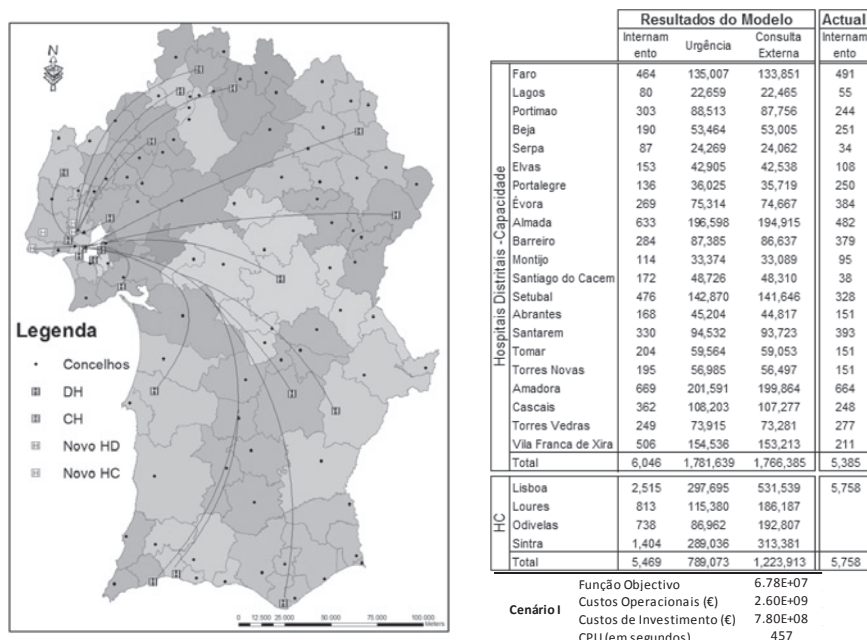 N
Legenda
Concelhos
DH
CH
Novo HD
Novo HC
0 12 500 25 000 50 000 75 000 100 000
Meters
Resultados do Modelo Actual
Internamento Urgência Consulta Externa Internamento
Hospitais Distritais -Capacidade
Faro 464 135,007 133,851 491
Lagos 80 22,659 22,465 55
Portimao 303 88,513 87,756 244
Beja 190 53,464 53,005 251
Serpa 87 24,269 24,062 34
Elvas 153 42,905 42,538 108
Portalegre 136 36,025 35,719 250
Évora 269 75,314 74,667 384
Almada 633 196,598 194,915 482
Barreiro 284 87,385 86,637 379
Montijo 114 33,374 33,089 95
Santiago do Cacem 172 48,726 48,310 38
Setubal 476 142,870 141,646 328
Abrantes 168 45,204 44,817 151
Santarem 330 94,532 93,723 393
Tomar 204 59,564 59,053 151
Torres Novas 195 56,985 56,497 151
Amadora 669 201,591 199,864 664
Cascais 362 108,203 107,277 248
Torres Vedras 249 73,915 73,281 277
Vila Franca de Xira 506 154,536 153,213 211
Total 6,046 1,781,639 1,766,385 5,385
HC
Lisboa 2,515 297,695 531,539 5,758
Loures 813 115,380 186,187
Odivelas 738 86,962 192,807
Sintra 1,404 289,036 313,381
Total 5,469 789,073 1,223,913 5,758
Cenário I
Função Objectivo 6.78E+07
Custos Operacionais (€) 2.60E+09
Custos de Investimento (€) 7.80E+08
CPU (em segundos) 457